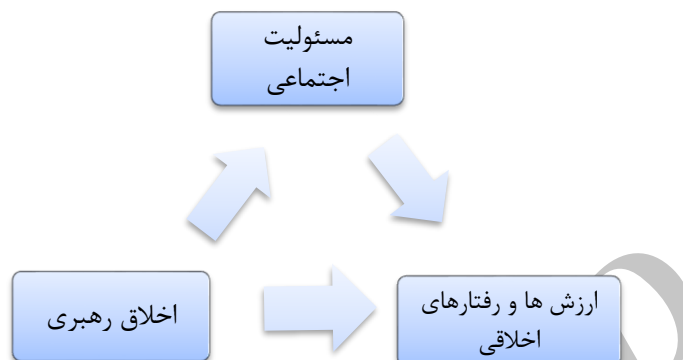 مسئولیت
اجتماعی
ارزش ها و رفتارهای
اخلاقی
اخلاق رهبری